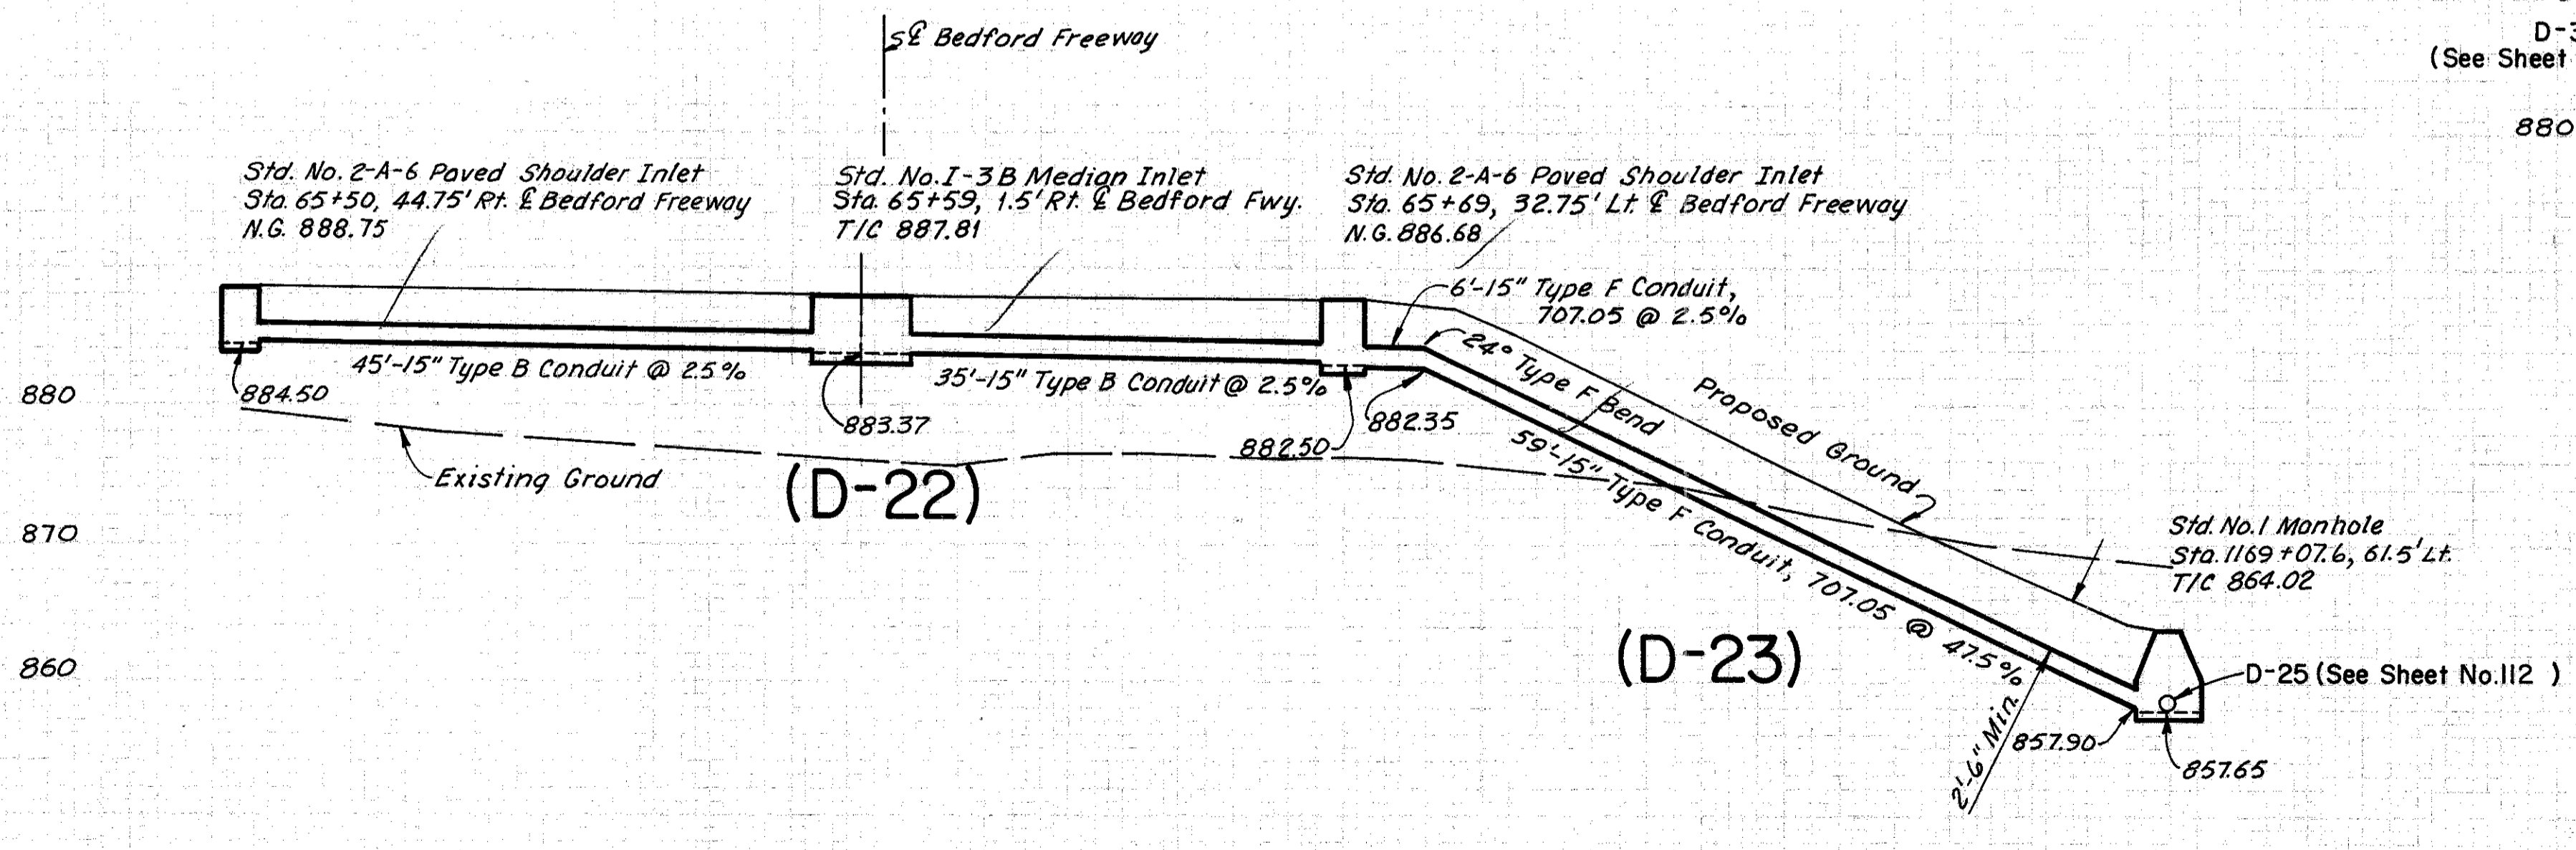 S℄ Bedford Freeway
D-3
(See Sheet
880
Std. No. 2-A-6 Paved Shoulder Inlet
Sta. 65+50, 44.75' Rt. ℄ Bedford Freeway
N.G. 888.75
Std. No. I-3B Median Inlet
Sta. 65+59, 1.5' Rt. ℄ Bedford Fwy.
T/C 887.81
Std. No. 2-A-6 Paved Shoulder Inlet
Sta. 65+69, 32.75' Lt. ℄ Bedford Freeway
N.G. 886.68
6'-15" Type F Conduit,
707.05 @ 2.5%
24° Type F Bend
45'-15" Type B Conduit @ 2.5%
35'-15" Type B Conduit @ 2.5%
880
884.50
883.37
882.50
882.35
Proposed Ground
59'-15" Type F Conduit, 707.05 @ 47.5%
Existing Ground
(D-22)
870
Std. No. 1 Manhole
Sta. 1169+07.6, 61.5' Lt.
T/C 864.02
860
(D-23)
D-25 (See Sheet No. 112 )
2'-6" Min.
857.90
857.65